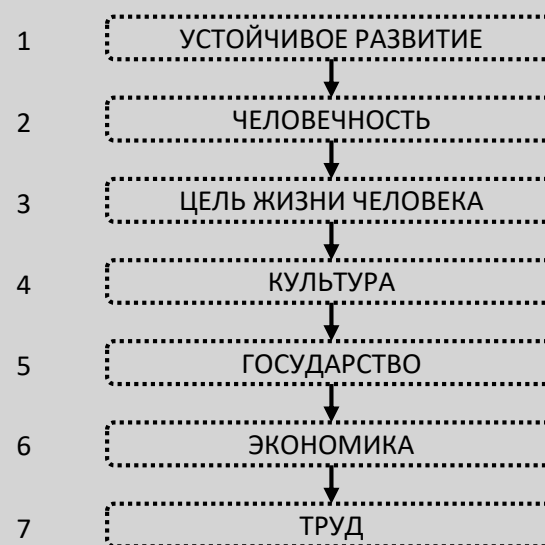 1 УСТОЙЧИВОЕ РАЗВИТИЕ
2 ЧЕЛОВЕЧНОСТЬ
3 ЦЕЛЬ ЖИЗНИ ЧЕЛОВЕКА
4 КУЛЬТУРА
5 ГОСУДАРСТВО
6 ЭКОНОМИКА
7 ТРУД